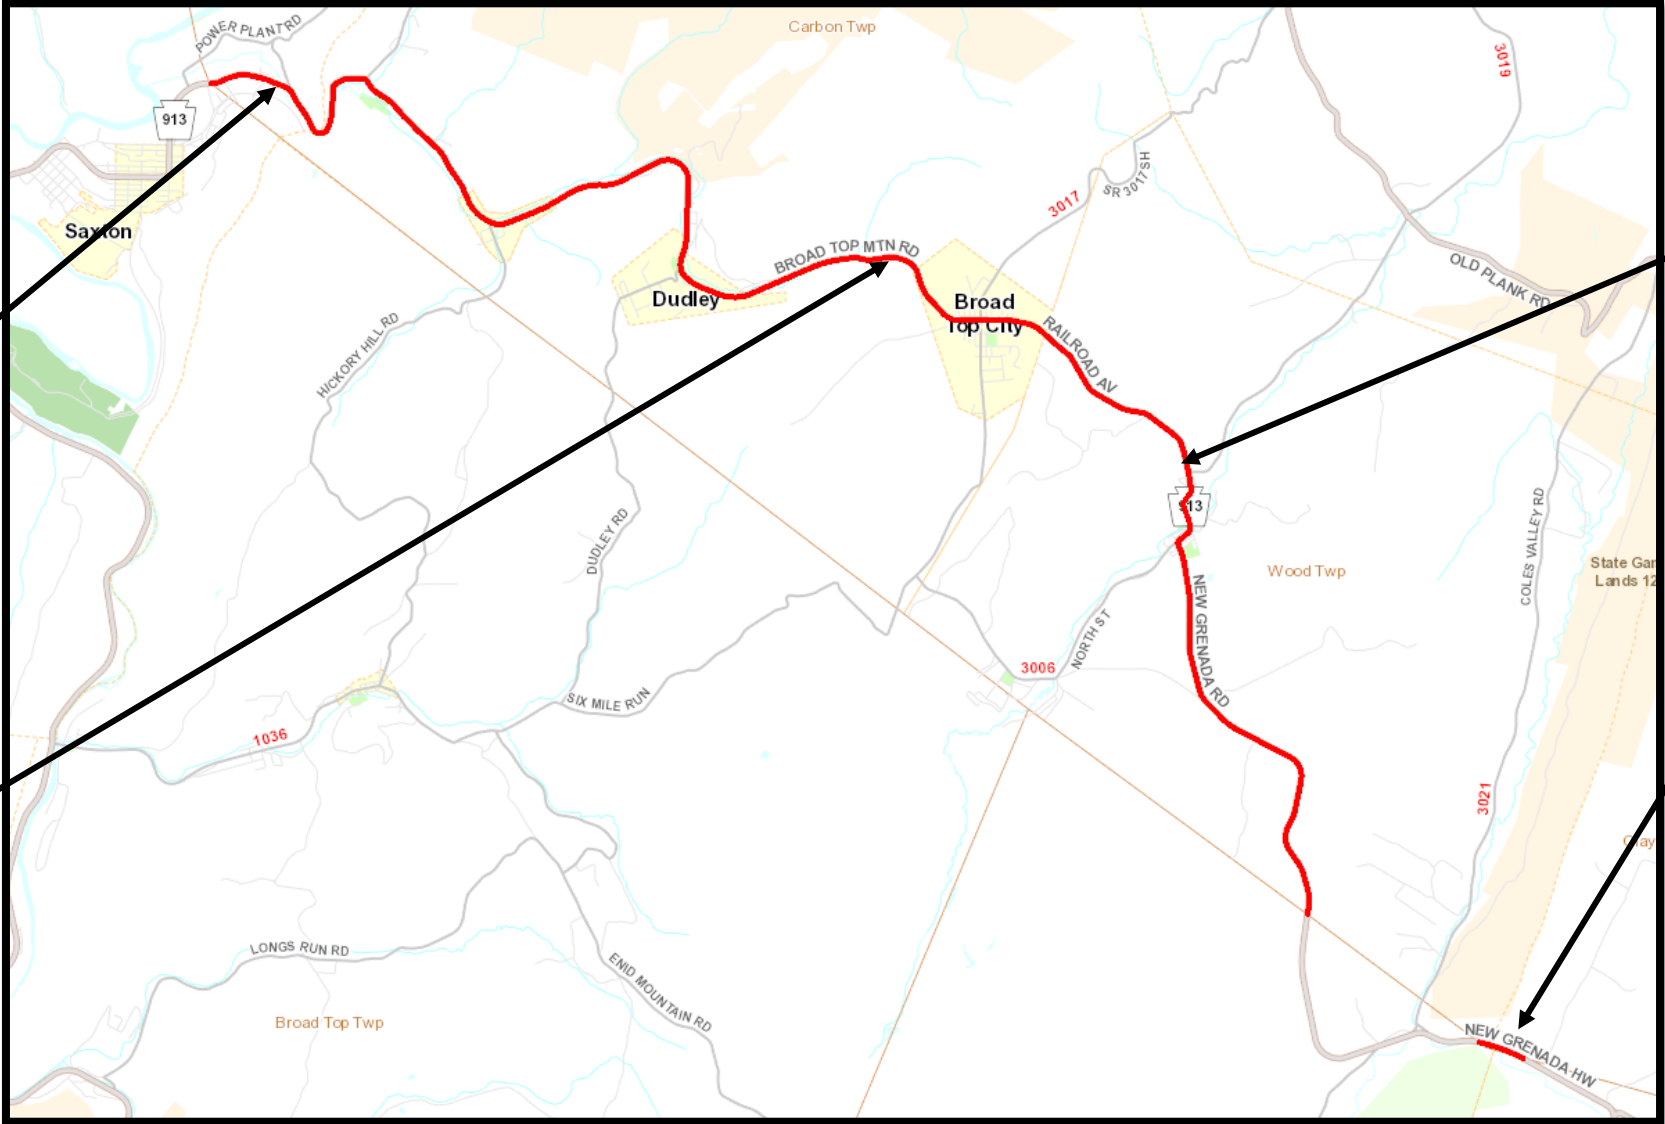 Carbon Twp
POWER PLANT RD
3019
913
SR 3017 SH
3017
Saxton
BROAD TOP MTN RD
OLD PLANK RD
Dudley
Broad
Top City
RAILROAD AV
HICKORY HILL RD
913
DUDLEY RD
COLES VALLEY RD
Wood Twp
State Gar
Lands 12
NEW GRENADA RD
NORTH ST
3006
SIX MILE RUN
1036
3021
Clay
LONGS RUN RD
ENID MOUNTAIN RD
Broad Top Twp
NEW GRENADA HW